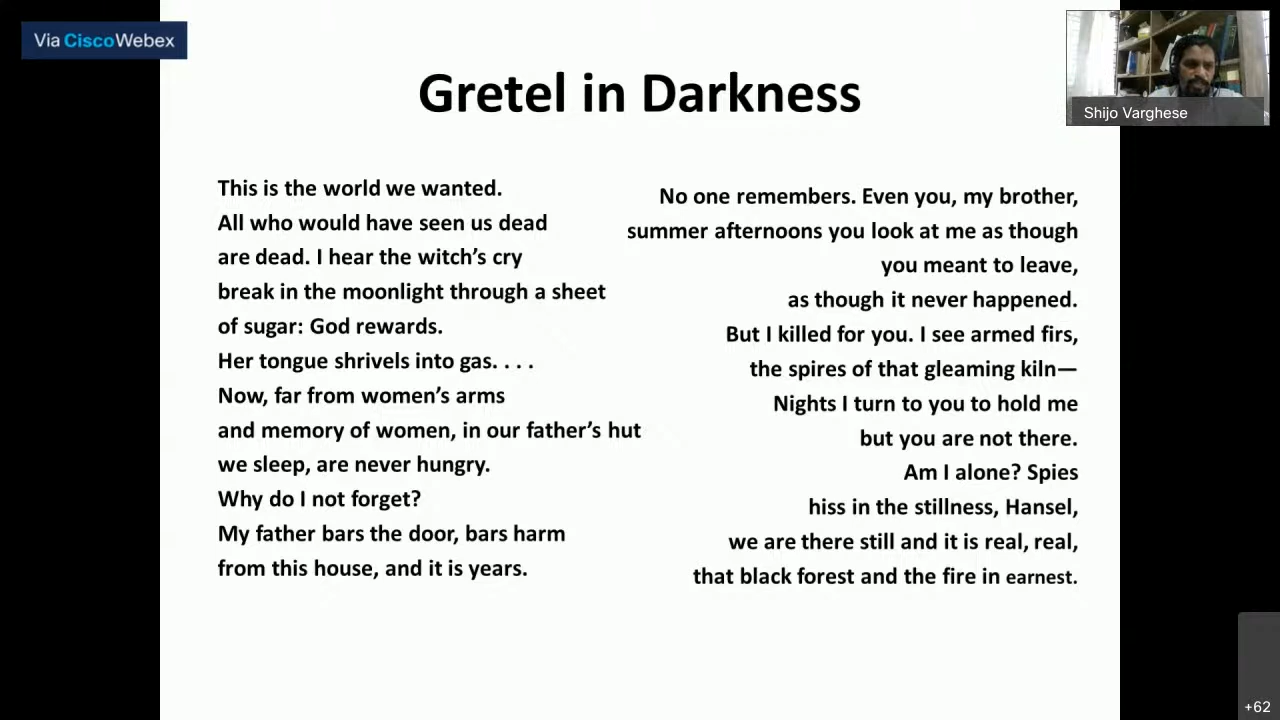 Via CiscoWebex
Shijo Varghese
Gretel in Darkness
This is the world we wanted.
All who would have seen us dead
are dead. I hear the witch’s cry
break in the moonlight through a sheet
of sugar: God rewards.
Her tongue shrivels into gas. . . .
Now, far from women’s arms
and memory of women, in our father’s hut
we sleep, are never hungry.
Why do I not forget?
My father bars the door, bars harm
from this house, and it is years.
No one remembers. Even you, my brother,
summer afternoons you look at me as though
you meant to leave,
as though it never happened.
But I killed for you. I see armed firs,
the spires of that gleaming kiln—
Nights I turn to you to hold me
but you are not there.
Am I alone? Spies
hiss in the stillness, Hansel,
we are there still and it is real, real,
that black forest and the fire in earnest.
+62